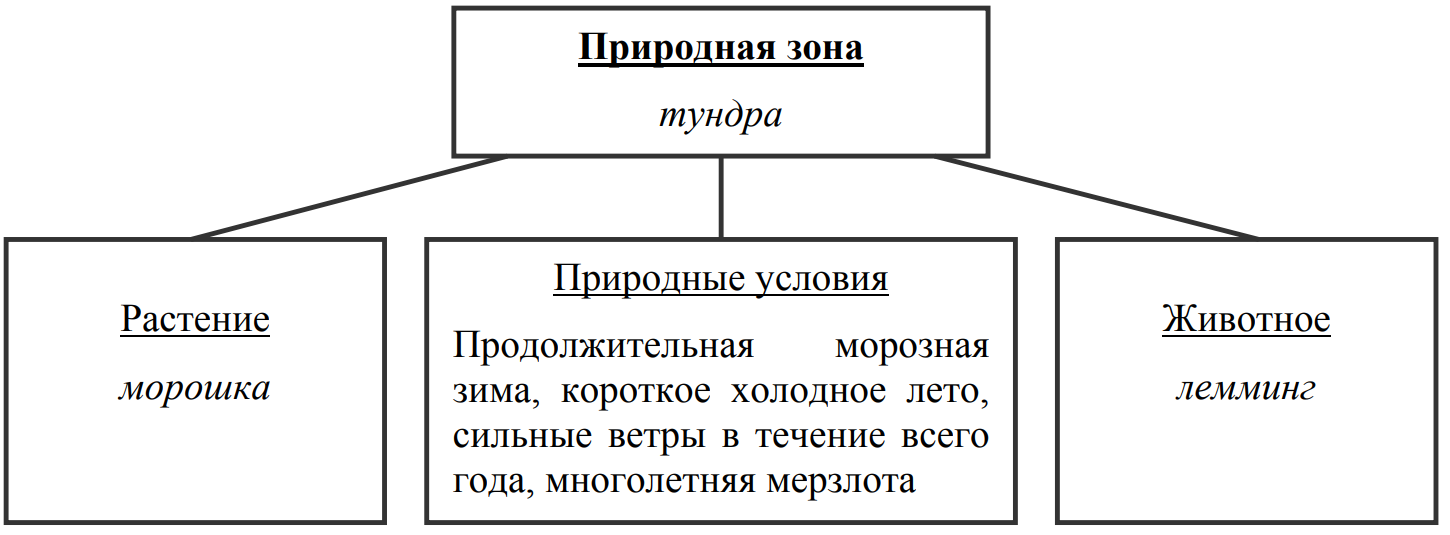 Природная зона
тундра
Растение
морошка
Природные условия
Продолжительная морозная
зима, короткое холодное лето,
сильные ветры в течение всего
года, многолетняя мерзлота
Животное
лемминг